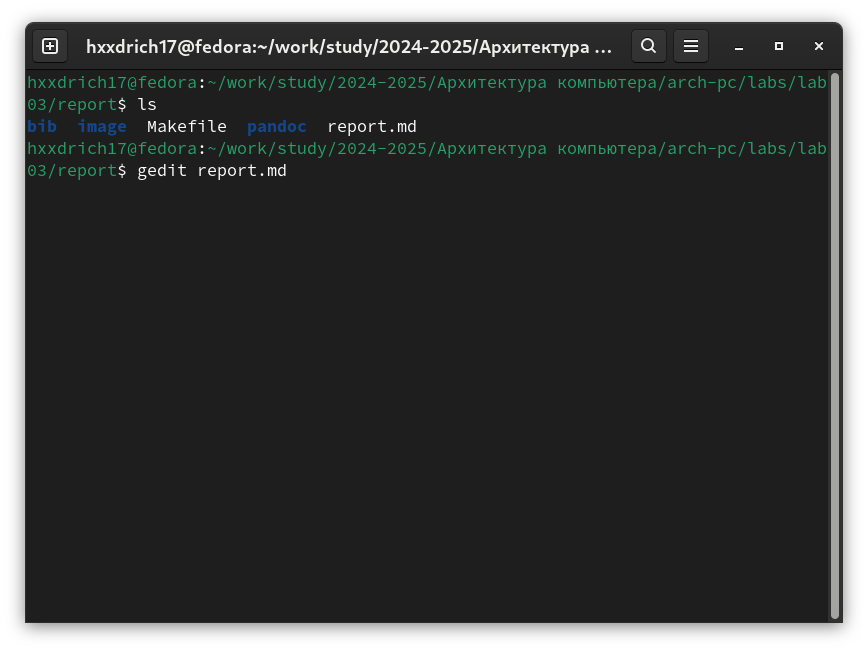 hxxdrich17@fedora:~/work/study/2024-2025/Архитектура ...
hxxdrich17@fedora:~/work/study/2024-2025/Архитектура компьютера/arch-pc/labs/lab
03/report$ ls
bib  image  Makefile  pandoc  report.md
hxxdrich17@fedora:~/work/study/2024-2025/Архитектура компьютера/arch-pc/labs/lab
03/report$ gedit report.md